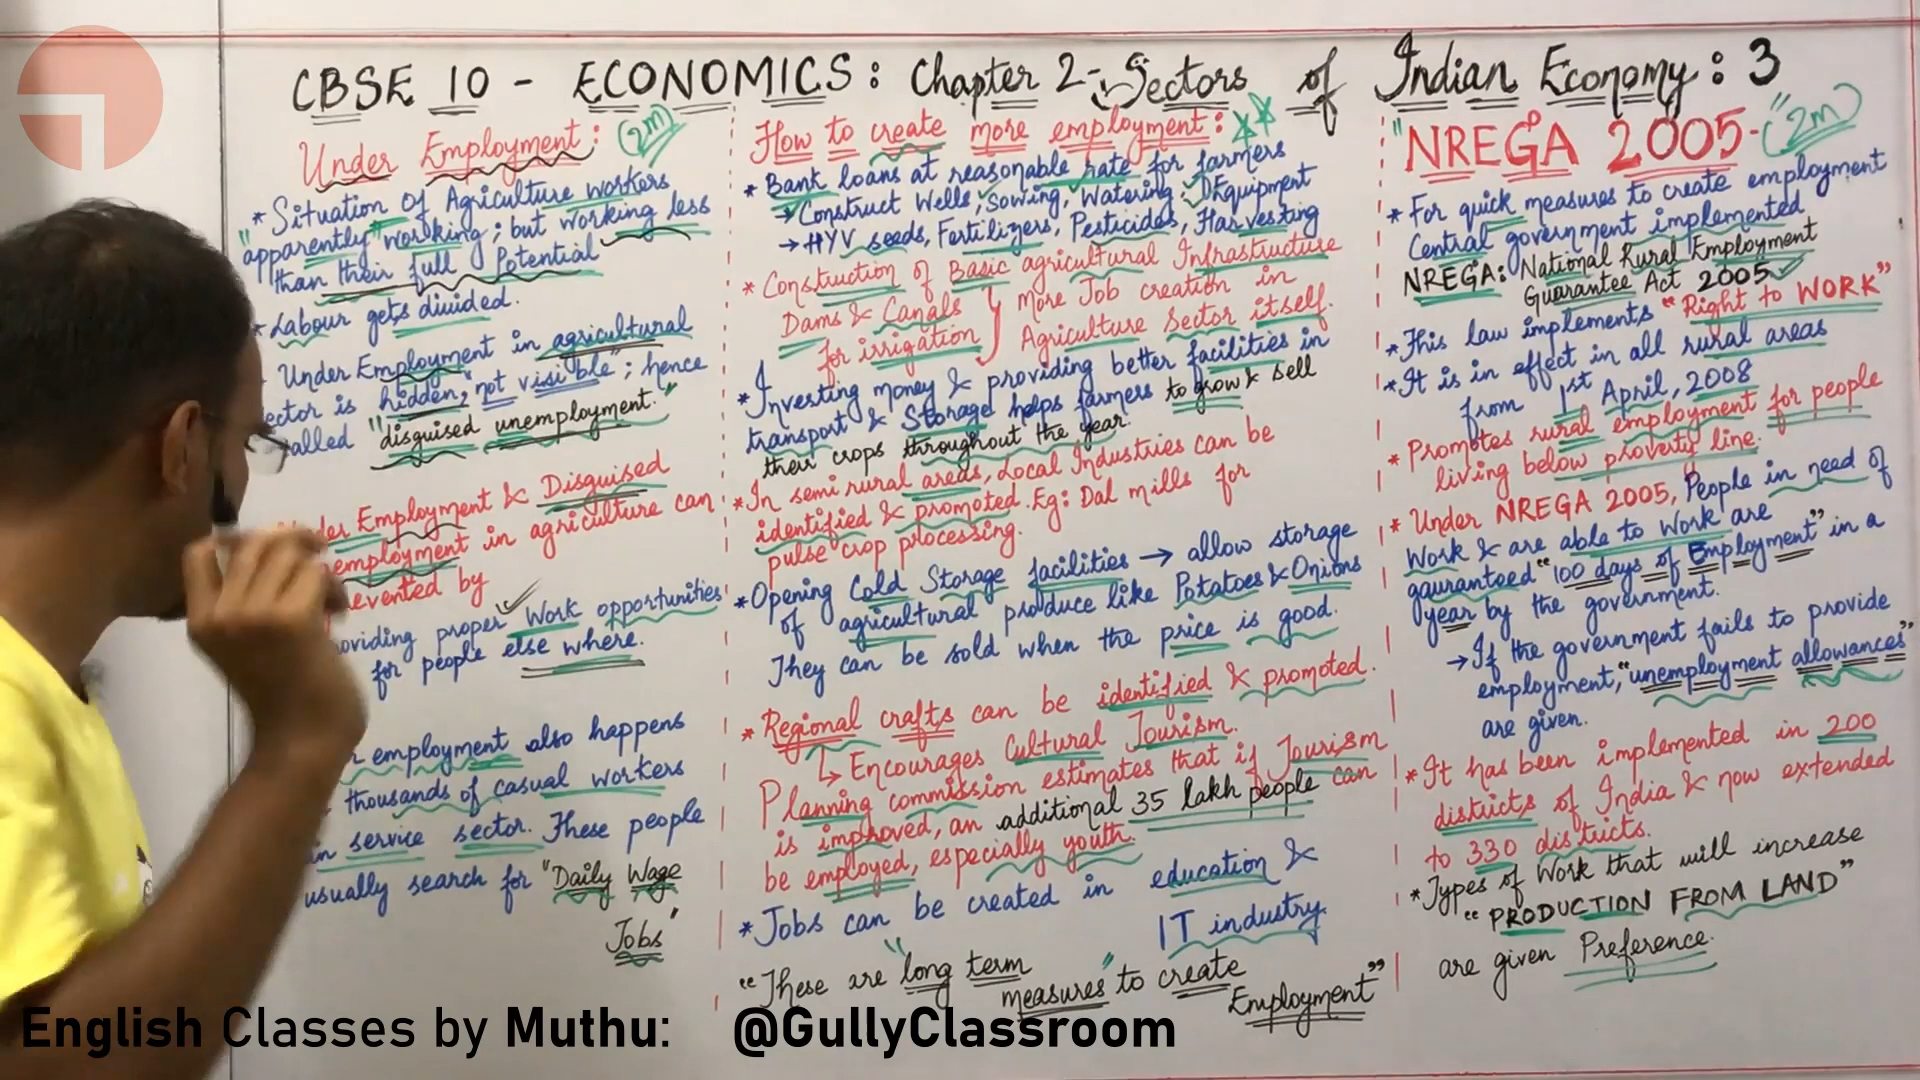 CBSE 10 - ECONOMICS: Chapter 2 - Sectors of Indian Economy: 3
Under Employment: (2m)
* Situation of Agriculture workers
"apparently" working; but working less
than their full Potential
* Labour gets divided.
Under Employment in agricultural
ector is hidden, "not visible"; hence
alled "disguised unemployment."
der Employment & Disguised
employment in agriculture can
evented by
oviding proper Work opportunities
for people else where.
r employment also happens
thousands of casual workers
in service sector. These people
usually search for "Daily Wage
Jobs"
How to create more employment:
* Bank loans at reasonable rate for farmers
→ Construct Wells, Sowing, Watering, Equipment
→ HYV seeds, Fertilizers, Pesticides, Harvesting
* Construction of Basic agricultural Infrastructure
Dams & Canals } More Job creation in
for irrigation Agriculture Sector itself.
* Investing money & providing better facilities in
transport & Storage helps farmers to grow & sell
their crops throughout the year.
* In semi rural areas, Local Industries can be
identified & promoted. Eg: Dal mills for
pulse crop processing.
* Opening Cold Storage facilities → allow storage
of agricultural produce like Potatoes & Onions
They can be sold when the price is good.
* Regional crafts can be identified & promoted.
↳ Encourages Cultural Tourism.
Planning commission estimates that if Tourism
is improved, an additional 35 lakh people can
be employed, especially youth.
* Jobs can be created in education &
IT industry.
"These are "long term
measures" to create
Employment"
"NREGA 2005 - ("2m)
* For quick measures to create employment
Central government implemented
NREGA: National Rural Employment
Guarantee Act 2005
* This law implements "Right to WORK"
* It is in effect in all rural areas
from 1st April, 2008
* Promotes rural employment for people
living below proverty line.
* Under NREGA 2005, People in need of
Work & are able to Work are
gauranteed "100 days of Employment" in a
year by the government.
→ If the government fails to provide
employment, "unemployment allowances"
are given.
* It has been implemented in 200
districts of India & now extended
to 330 districts.
* Types of Work that will increase
"PRODUCTION FROM LAND"
are given Preference.
English Classes by Muthu: @GullyClassroom